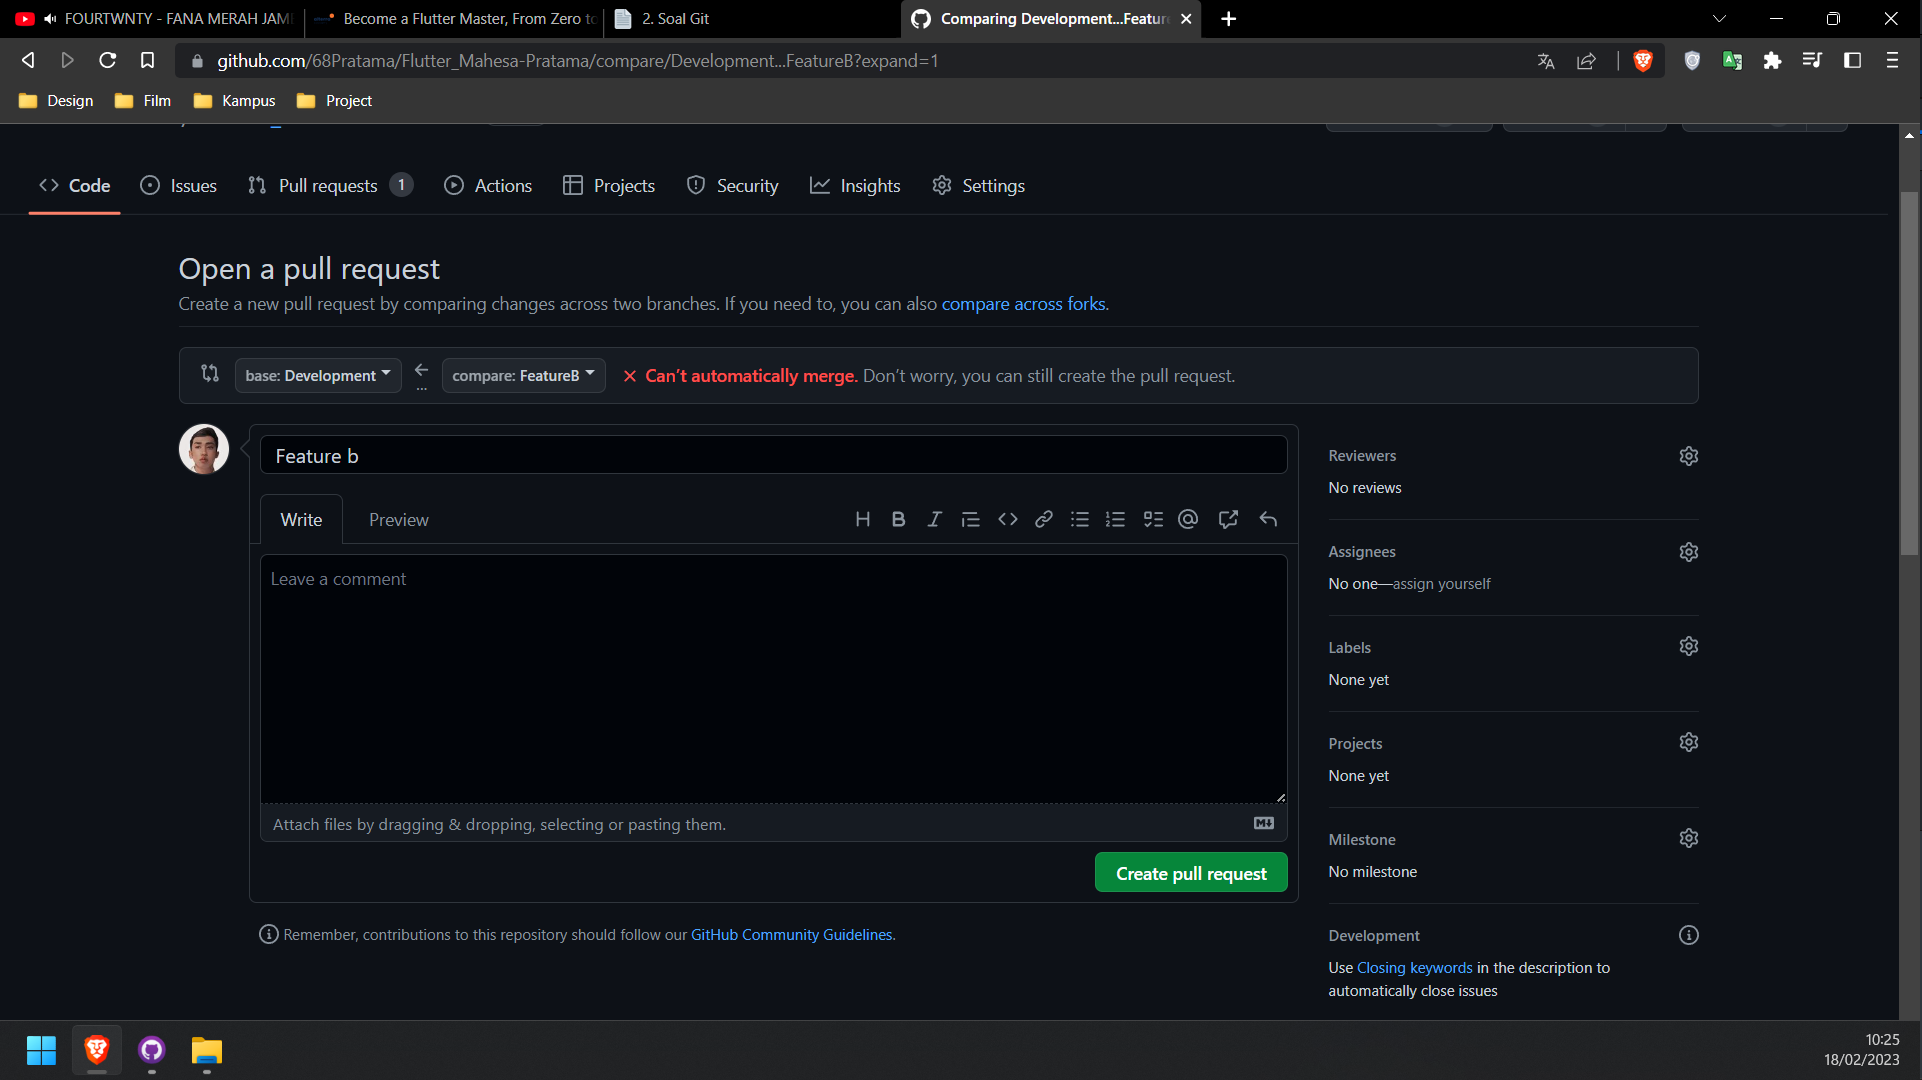 FOURTWNTY - FANA MERAH JAM
Become a Flutter Master, From Zero to
2. Soal Git
Comparing Development...Featur
github.com/68Pratama/Flutter_Mahesa-Pratama/compare/Development...FeatureB?expand=1
Design
Film
Kampus
Project
Code
Issues
Pull requests 1
Actions
Projects
Security
Insights
Settings
Open a pull request
Create a new pull request by comparing changes across two branches. If you need to, you can also compare across forks.
base: Development
...
compare: FeatureB
Can’t automatically merge. Don’t worry, you can still create the pull request.
Feature b
Write
Preview
Leave a comment
Attach files by dragging & dropping, selecting or pasting them.
Create pull request
Remember, contributions to this repository should follow our GitHub Community Guidelines.
Reviewers
No reviews
Assignees
No one—assign yourself
Labels
None yet
Projects
None yet
Milestone
No milestone
Development
Use Closing keywords in the description to
automatically close issues
10:25
18/02/2023